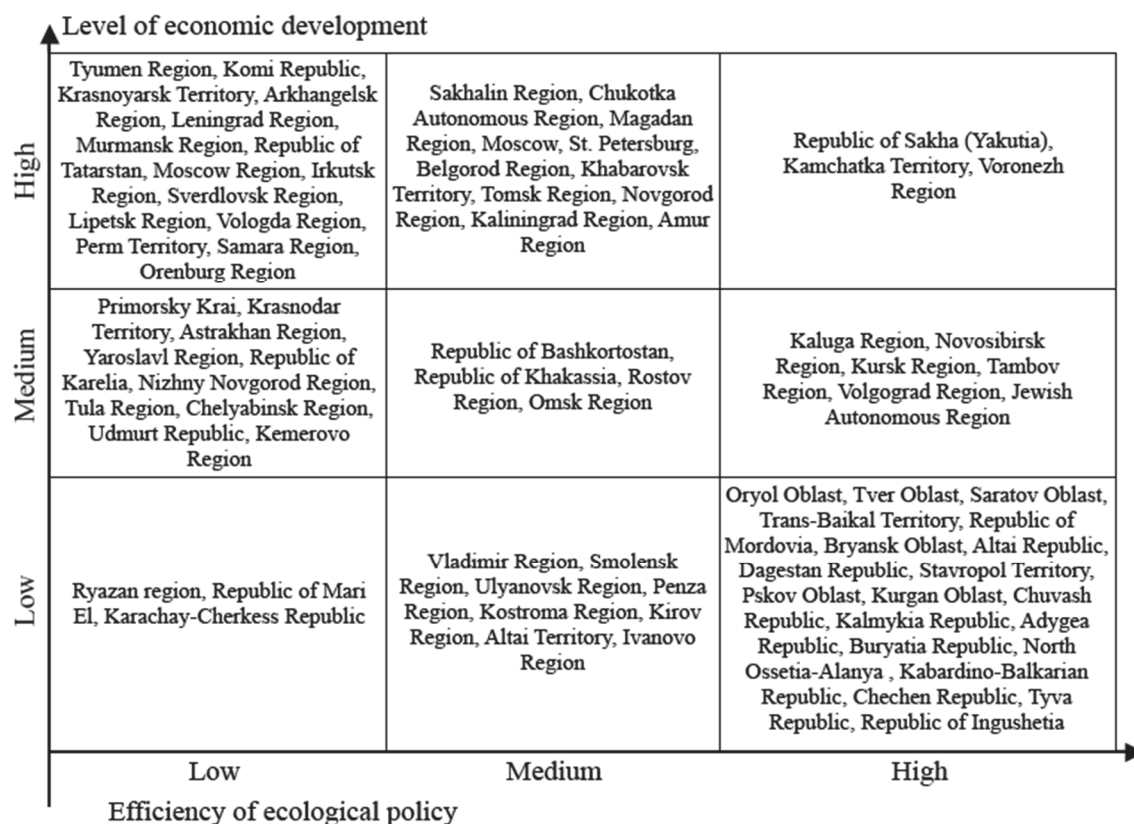 Level of economic development
High
Tyumen Region, Komi Republic,
Krasnoyarsk Territory, Arkhangelsk
Region, Leningrad Region,
Murmansk Region, Republic of
Tatarstan, Moscow Region, Irkutsk
Region, Sverdlovsk Region,
Lipetsk Region, Vologda Region,
Perm Territory, Samara Region,
Orenburg Region
Sakhalin Region, Chukotka
Autonomous Region, Magadan
Region, Moscow, St. Petersburg,
Belgorod Region, Khabarovsk
Territory, Tomsk Region, Novgorod
Region, Kaliningrad Region, Amur
Region
Republic of Sakha (Yakutia),
Kamchatka Territory, Voronezh
Region
Medium
Primorsky Krai, Krasnodar
Territory, Astrakhan Region,
Yaroslavl Region, Republic of
Karelia, Nizhny Novgorod Region,
Tula Region, Chelyabinsk Region,
Udmurt Republic, Kemerovo
Region
Republic of Bashkortostan,
Republic of Khakassia, Rostov
Region, Omsk Region
Kaluga Region, Novosibirsk
Region, Kursk Region, Tambov
Region, Volgograd Region, Jewish
Autonomous Region
Low
Ryazan region, Republic of Mari
El, Karachay-Cherkess Republic
Vladimir Region, Smolensk
Region, Ulyanovsk Region, Penza
Region, Kostroma Region, Kirov
Region, Altai Territory, Ivanovo
Region
Oryol Oblast, Tver Oblast, Saratov Oblast,
Trans-Baikal Territory, Republic of
Mordovia, Bryansk Oblast, Altai Republic,
Dagestan Republic, Stavropol Territory,
Pskov Oblast, Kurgan Oblast, Chuvash
Republic, Kalmykia Republic, Adygea
Republic, Buryatia Republic, North
Ossetia-Alanya , Kabardino-Balkarian
Republic, Chechen Republic, Tyva
Republic, Republic of Ingushetia
Low
Medium
High
Efficiency of ecological policy